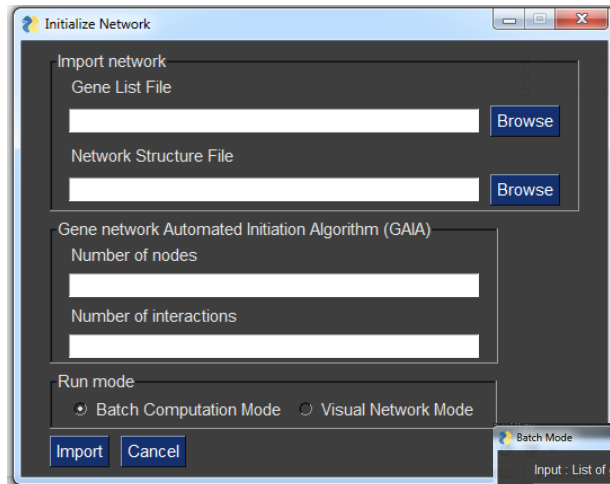 Initialize Network
Import network
Gene List File
Browse
Network Structure File
Browse
Gene network Automated Initiation Algorithm (GAIA)
Number of nodes
Number of interactions
Run mode
Batch Computation Mode Visual Network Mode
Import Cancel
Batch Mode
Input : List of